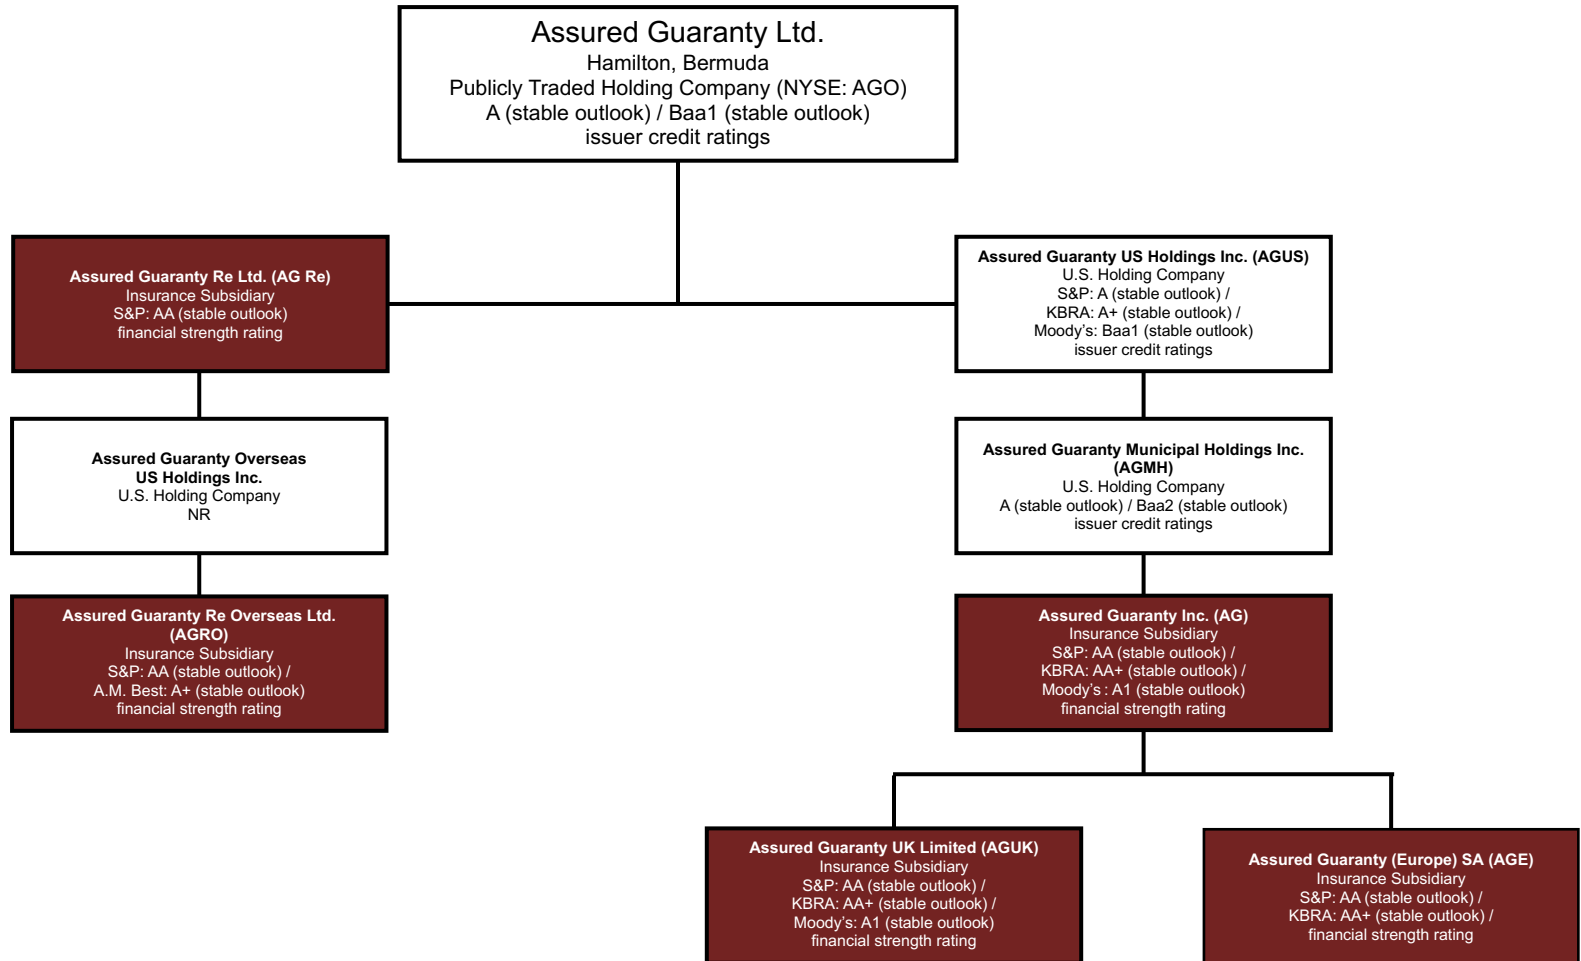 Assured Guaranty Ltd.
Hamilton, Bermuda
Publicly Traded Holding Company (NYSE: AGO)
A (stable outlook) / Baa1 (stable outlook)
issuer credit ratings
Assured Guaranty Re Ltd. (AG Re)
Insurance Subsidiary
S&P: AA (stable outlook)
financial strength rating
Assured Guaranty US Holdings Inc. (AGUS)
U.S. Holding Company
S&P: A (stable outlook) /
KBRA: A+ (stable outlook) /
Moody's: Baa1 (stable outlook)
issuer credit ratings
Assured Guaranty Overseas
US Holdings Inc.
U.S. Holding Company
NR
Assured Guaranty Municipal Holdings Inc.
(AGMH)
U.S. Holding Company
A (stable outlook) / Baa2 (stable outlook)
issuer credit ratings
Assured Guaranty Re Overseas Ltd.
(AGRO)
Insurance Subsidiary
S&P: AA (stable outlook) /
A.M. Best: A+ (stable outlook)
financial strength rating
Assured Guaranty Inc. (AG)
Insurance Subsidiary
S&P: AA (stable outlook) /
KBRA: AA+ (stable outlook) /
Moody's : A1 (stable outlook)
financial strength rating
Assured Guaranty UK Limited (AGUK)
Insurance Subsidiary
S&P: AA (stable outlook) /
KBRA: AA+ (stable outlook) /
Moody's: A1 (stable outlook)
financial strength rating
Assured Guaranty (Europe) SA (AGE)
Insurance Subsidiary
S&P: AA (stable outlook) /
KBRA: AA+ (stable outlook) /
financial strength rating